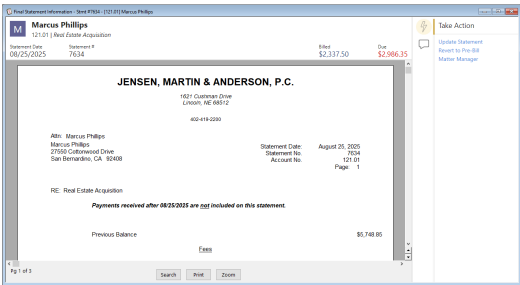 Final Statement Information - Stmt #7634 - [121.01] Marcus Phillips
M
Marcus Phillips
121.01 | Real Estate Acquisition
Statement Date
Statement #
Billed
Due
08/25/2025
7634
$2,337.50
$2,986.35
Take Action
Update Statement
Revert to Pre-Bill
Matter Manager
JENSEN, MARTIN & ANDERSON, P.C.
1621 Cushman Drive
Lincoln, NE 68512
402-419-2200
Attn: Marcus Phillips
Marcus Phillips
27550 Cottonwood Drive
San Bernardino, CA 92408
Statement Date: August 25, 2025
Statement No. 7634
Account No. 121.01
Page: 1
RE: Real Estate Acquisition
Payments received after 08/25/2025 are not included on this statement.
Previous Balance $5,748.85
Fees
Pg 1 of 3
Search
Print
Zoom